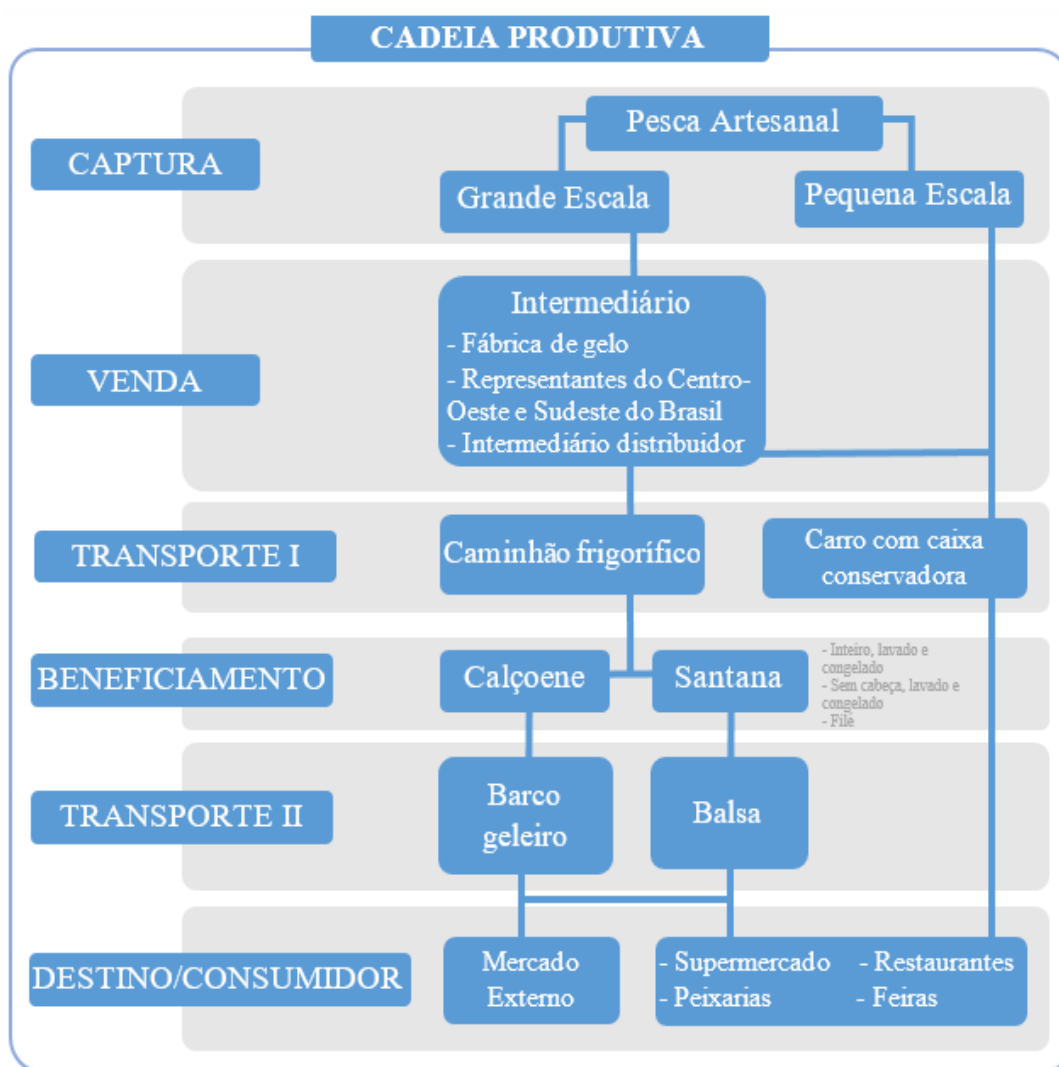 CADEIA PRODUTIVA
CAPTURA
Pesca Artesanal
Grande Escala
Pequena Escala
VENDA
Intermediário
- Fábrica de gelo
- Representantes do Centro-
Oeste e Sudeste do Brasil
- Intermediário distribuidor
TRANSPORTE I
Caminhão frigorífico
Carro com caixa
conservadora
BENEFICIAMENTO
Calçoene
Santana
- Inteiro, lavado e
congelado
- Sem cabeça, lavado e
congelado
- Filé
TRANSPORTE II
Barco
geleiro
Balsa
DESTINO/CONSUMIDOR
Mercado
Externo
- Supermercado - Restaurantes
- Peixarias - Feiras